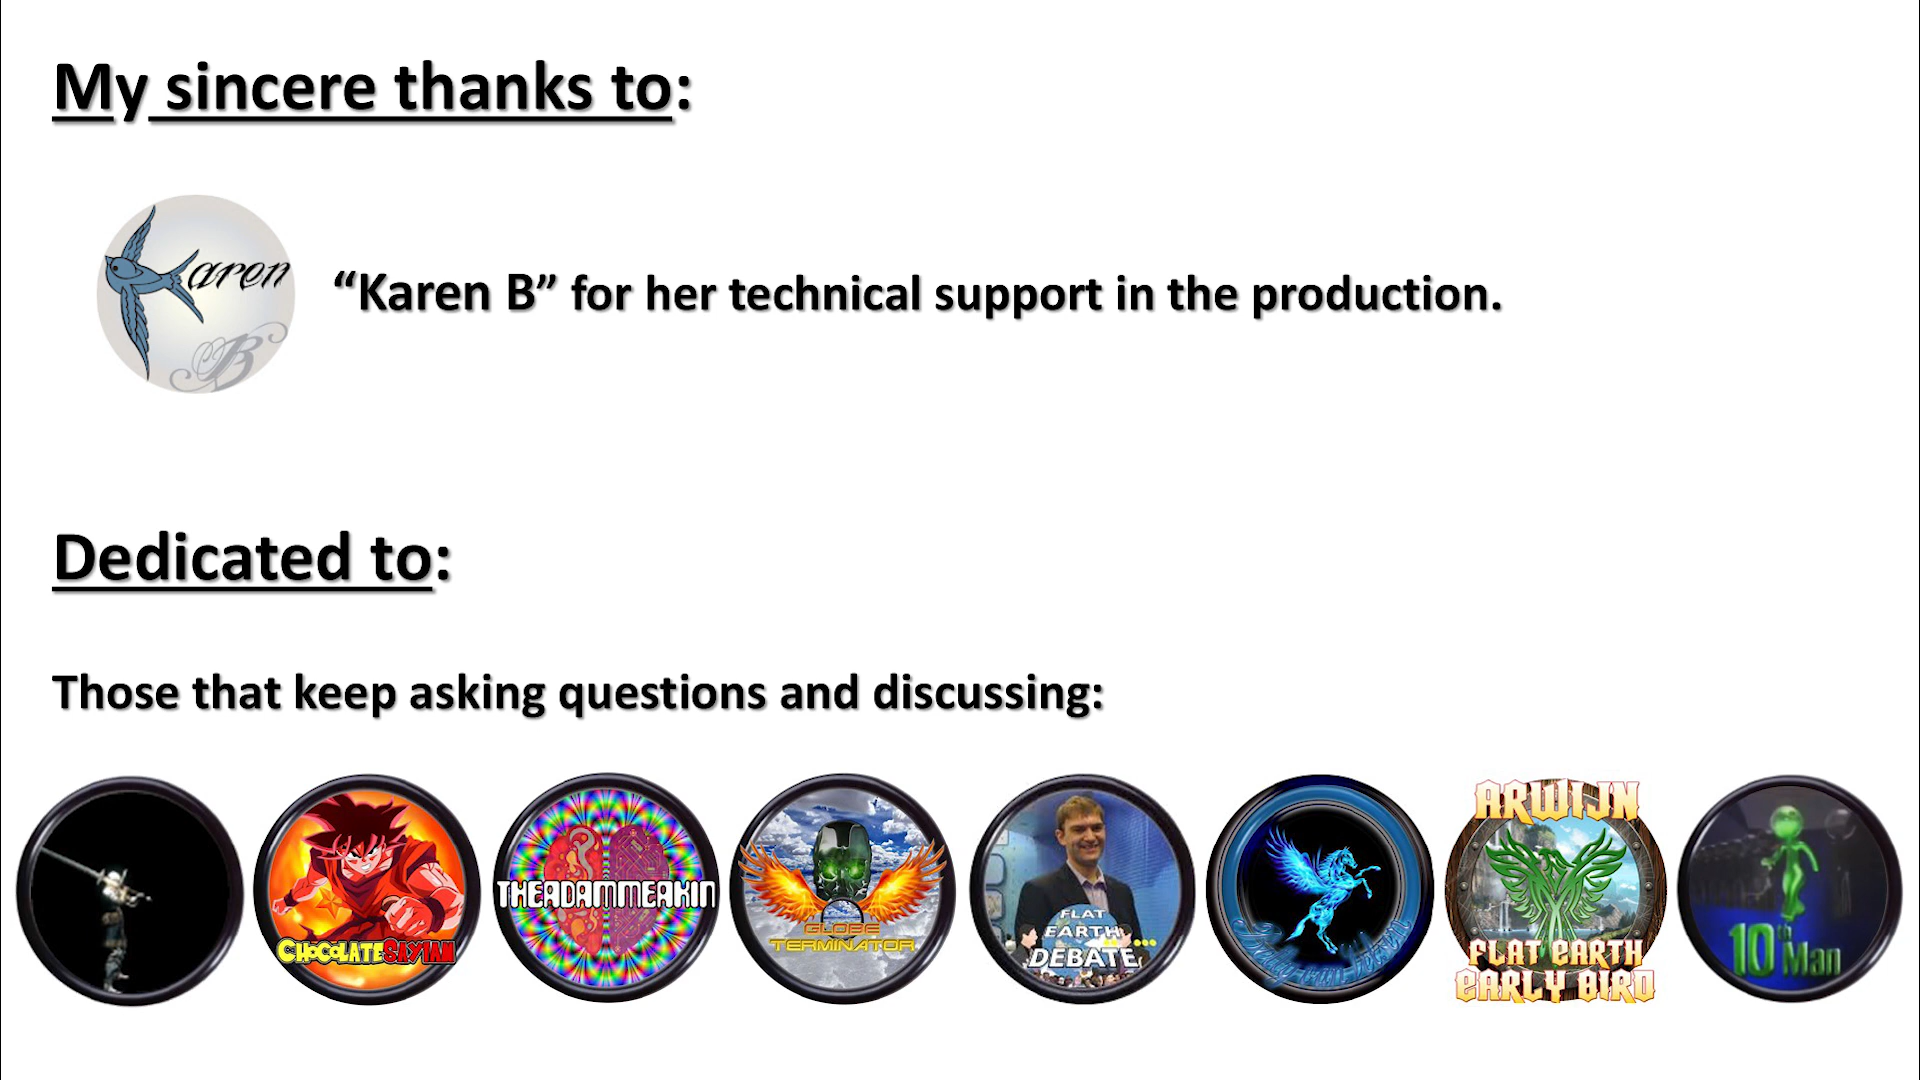 My sincere thanks to:
Karen
B
“Karen B” for her technical support in the production.
Dedicated to:
Those that keep asking questions and discussing:
CHOCOLATESAYIAN
THEADAMMEAKIN
GLOBE
TERMINATOR
FLAT
EARTH
DEBATE
ARWIJN
FLAT EARTH
EARLY BIRD
10th Man